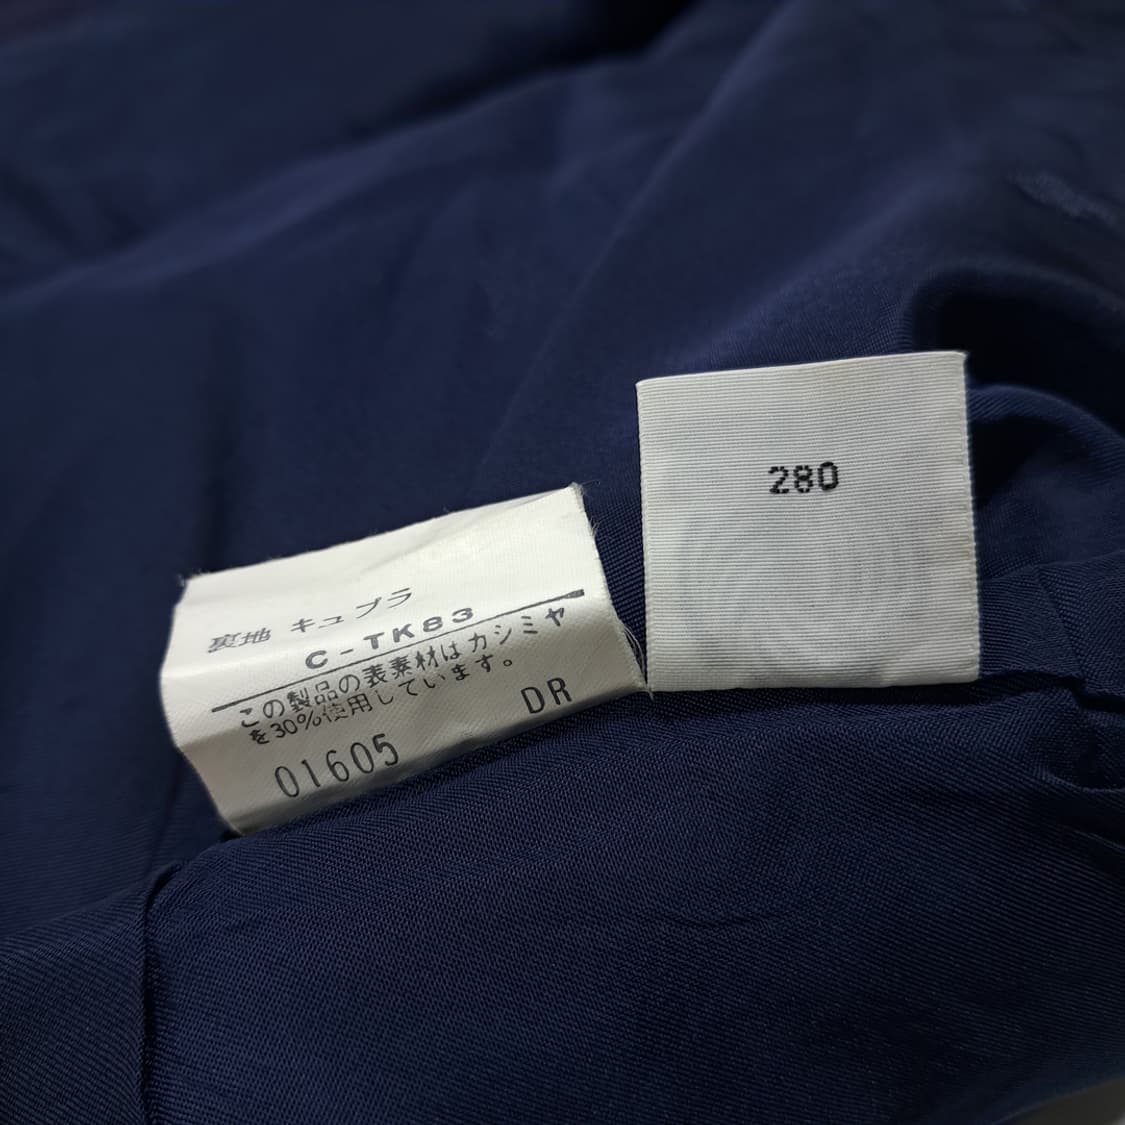 裏地 キュプラ
C-TK83
この製品の表素材はカシミヤ
を30%使用しています。
DR
01605
280